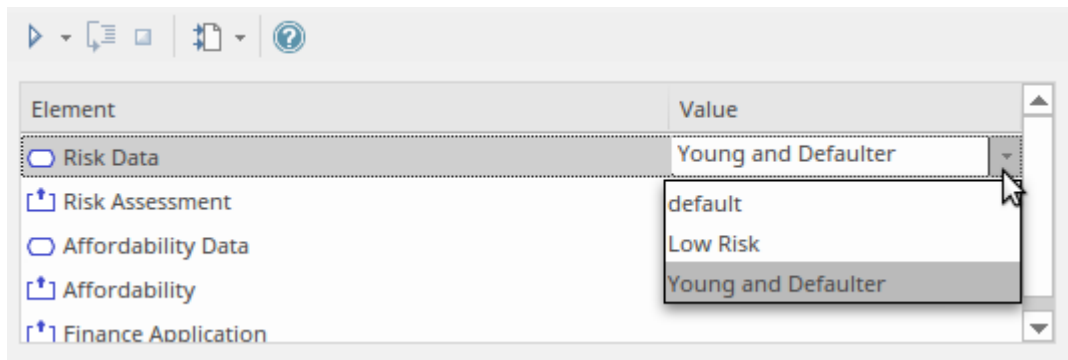 Element Value
Risk Data Young and Defaulter
Risk Assessment default
Affordability Data Low Risk
Affordability Young and Defaulter
Finance Application